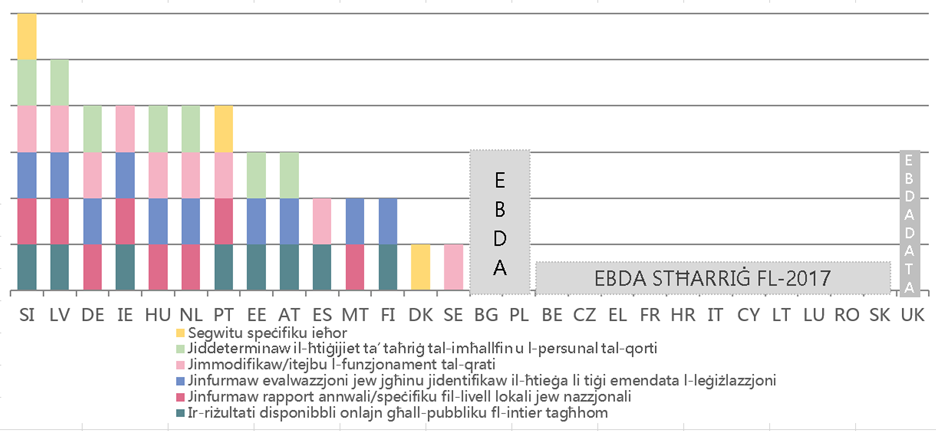 EBDA
EBDA STĦARRIĠ FL-2017
EBDADATA
SI LV DE IE HU NL PT EE AT ES MT FI DK SE BG PL BE CZ EL FR HR IT CY LT LU RO SK UK
Segwitu speċifiku ieħor
Jiddeterminaw il-ħtiġijiet ta’ taħriġ tal-imħallfin u l-persunal tal-qorti
Jimmodifikaw/itejbu l-funzjonament tal-qrati
Jinfurmaw evalwazzjoni jew jgħinu jidentifikaw il-ħtieġa li tiġi emendata l-leġiżlazzjoni
Jinfurmaw rapport annwali/speċifiku fil-livell lokali jew nazzjonali
Ir-riżultati disponibbli onlajn għall-pubbliku fl-intier tagħhom